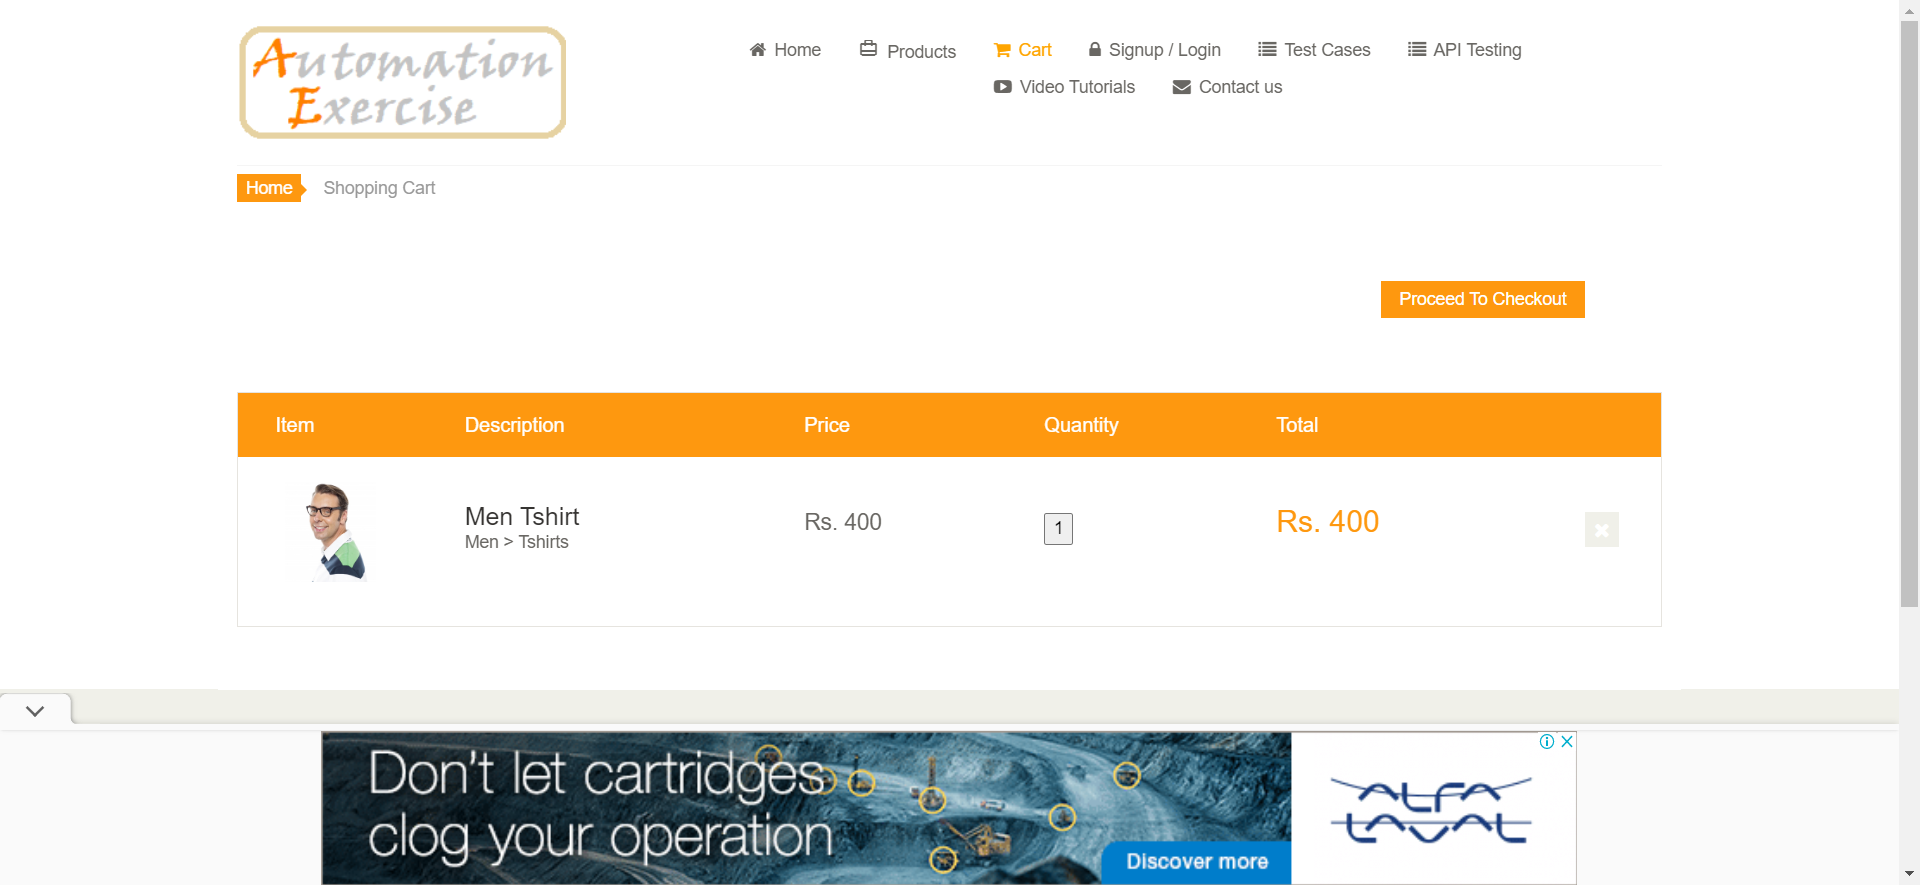 Automation
Exercise
Home
Products
Cart
Signup / Login
Test Cases
API Testing
Video Tutorials
Contact us
Home
Shopping Cart
Proceed To Checkout
Item Description Price Quantity Total
Men Tshirt
Men > Tshirts
Rs. 400
1
Rs. 400
Don't let cartridges
clog your operation
Discover more
ALFA
LAVAL